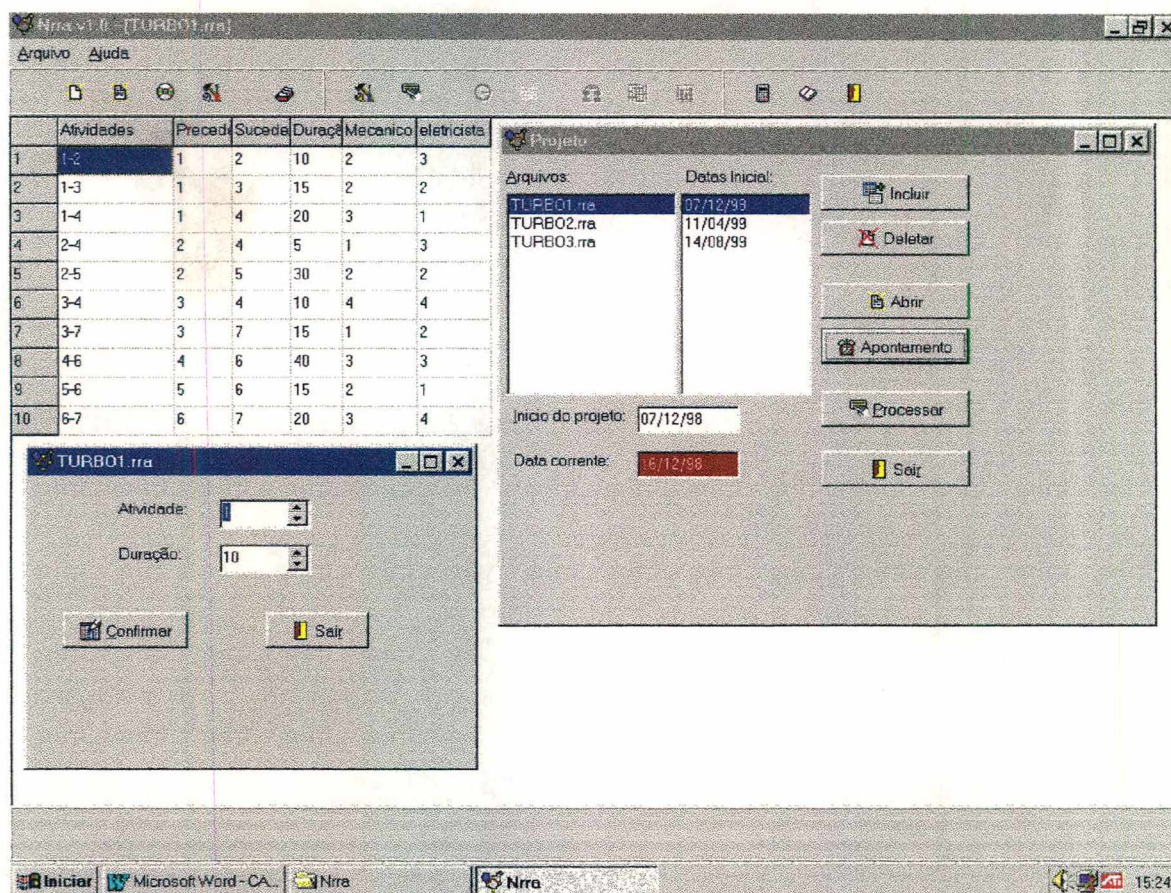 Nrra v1.0 - [TURBO1.rra]
Arquivo Ajuda
Atividades Precede Sucede Duraçã Mecanico eletricista
1 1-2 1 2 10 2 3
2 1-3 1 3 15 2 2
3 1-4 1 4 20 3 1
4 2-4 2 4 5 1 3
5 2-5 2 5 30 2 2
6 3-4 3 4 10 4 4
7 3-7 3 7 15 1 2
8 4-6 4 6 40 3 3
9 5-6 5 6 15 2 1
10 6-7 6 7 20 3 4
Projeto
Arquivos: Datas Inicial:
TURBO1.rra 07/12/99
TURBO2.rra 11/04/99
TURBO3.rra 14/08/99
Incluir
Deletar
Abrir
Apontamento
Processar
Sair
Inicio do projeto: 07/12/98
Data corrente: 16/12/98
TURBO1.rra
Atividade: 1
Duração: 10
Confirmar Sair
Iniciar Microsoft Word - CA... Nrra Nrra ATI 15:24